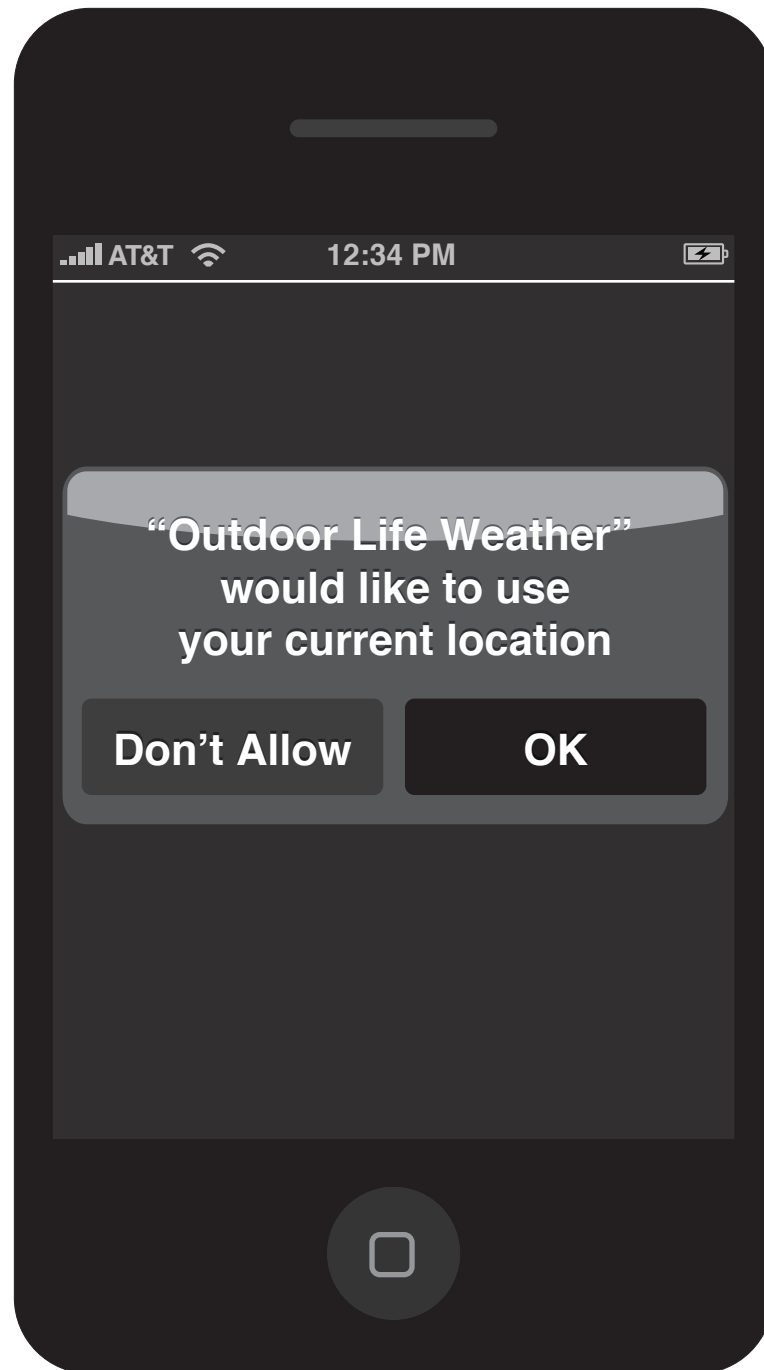 AT&T 12:34 PM
“Outdoor Life Weather”
would like to use
your current location
Don’t Allow OK